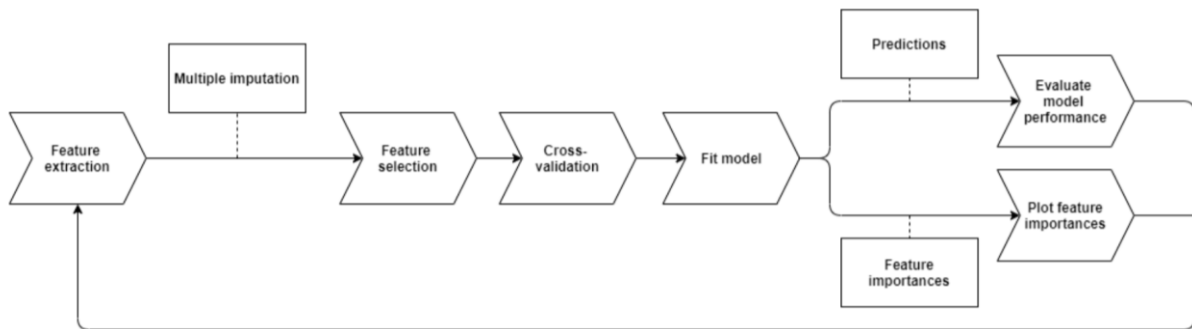 Predictions
Multiple imputation
Evaluate
model
performance
Feature
extraction
Feature
selection
Cross-
validation
Fit model
Plot feature
importances
Feature
importances